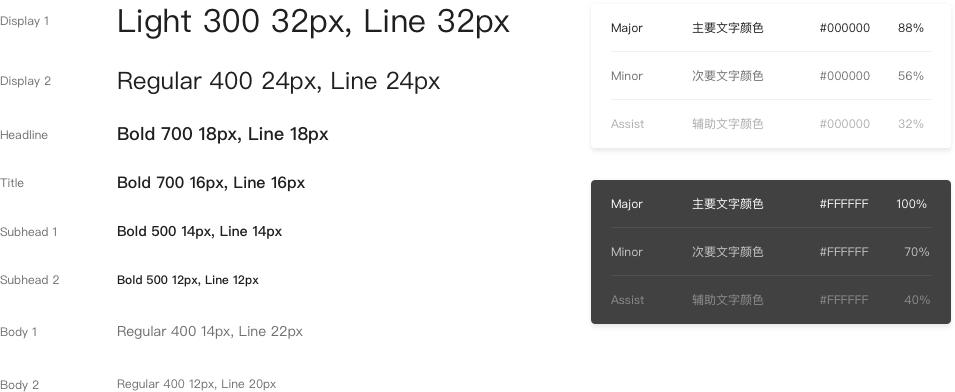 Display 1 Light 300 32px, Line 32px
Display 2 Regular 400 24px, Line 24px
Headline Bold 700 18px, Line 18px
Title Bold 700 16px, Line 16px
Subhead 1 Bold 500 14px, Line 14px
Subhead 2 Bold 500 12px, Line 12px
Body 1 Regular 400 14px, Line 22px
Body 2 Regular 400 12px, Line 20px
Major 主要文字颜色 #000000 88%
Minor 次要文字颜色 #000000 56%
Assist 辅助文字颜色 #000000 32%
Major 主要文字颜色 #FFFFFF 100%
Minor 次要文字颜色 #FFFFFF 70%
Assist 辅助文字颜色 #FFFFFF 40%